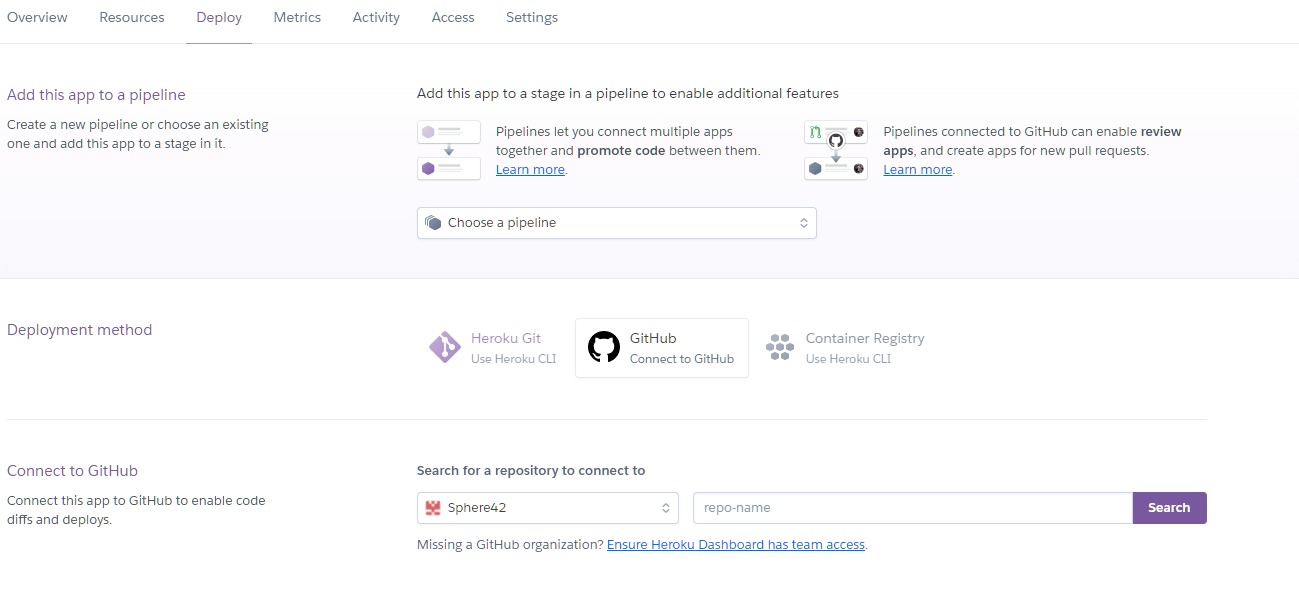 Overview Resources Deploy Metrics Activity Access Settings
Add this app to a pipeline
Create a new pipeline or choose an existing
one and add this app to a stage in it.
Add this app to a stage in a pipeline to enable additional features
Pipelines let you connect multiple apps
together and promote code between them.
Learn more.
Pipelines connected to GitHub can enable review
apps, and create apps for new pull requests.
Learn more.
Choose a pipeline
Deployment method
Heroku Git
Use Heroku CLI
GitHub
Connect to GitHub
Container Registry
Use Heroku CLI
Connect to GitHub
Connect this app to GitHub to enable code
diffs and deploys.
Search for a repository to connect to
Sphere42
repo-name
Search
Missing a GitHub organization? Ensure Heroku Dashboard has team access.